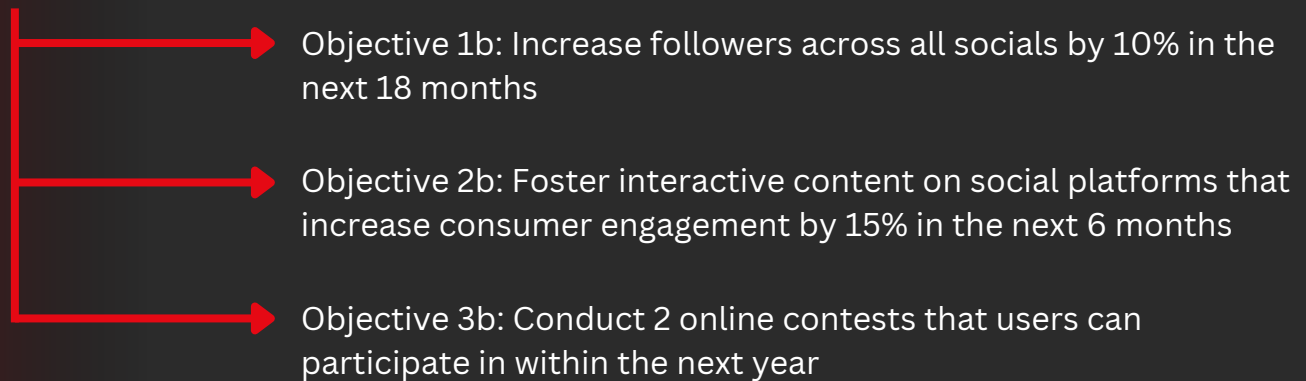 Objective 1b: Increase followers across all socials by 10% in the
next 18 months
Objective 2b: Foster interactive content on social platforms that
increase consumer engagement by 15% in the next 6 months
Objective 3b: Conduct 2 online contests that users can
participate in within the next year